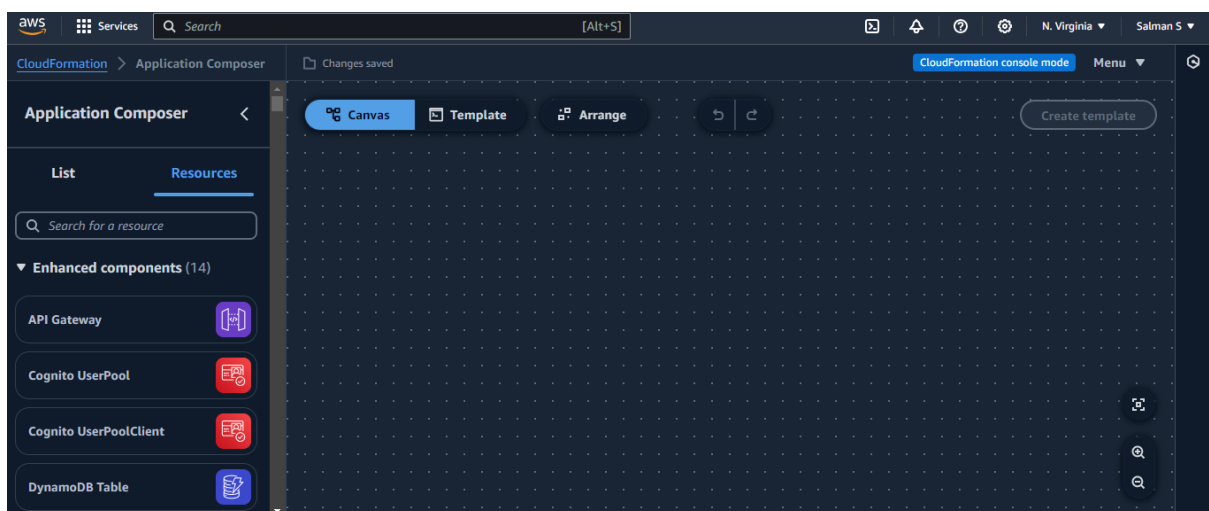 aws Services Search [Alt+S] N. Virginia Salman S
CloudFormation > Application Composer Changes saved CloudFormation console mode Menu
Application Composer
Canvas Template Arrange Create template
List Resources
Search for a resource
Enhanced components (14)
API Gateway
Cognito UserPool
Cognito UserPoolClient
DynamoDB Table